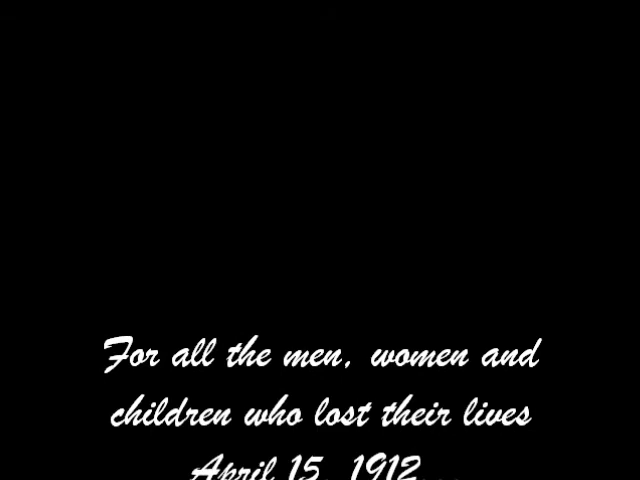 For all the men, women and
children who lost their lives
April 15, 1912...